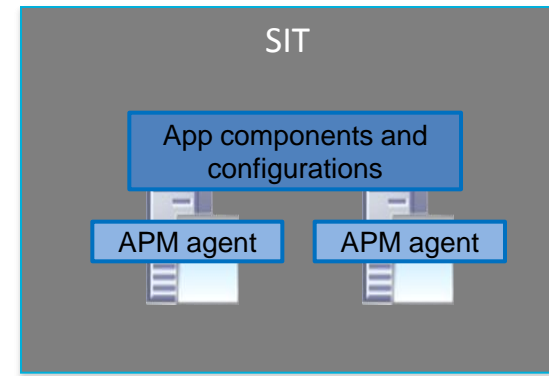 SIT
App components and
configurations
APM agent
APM agent